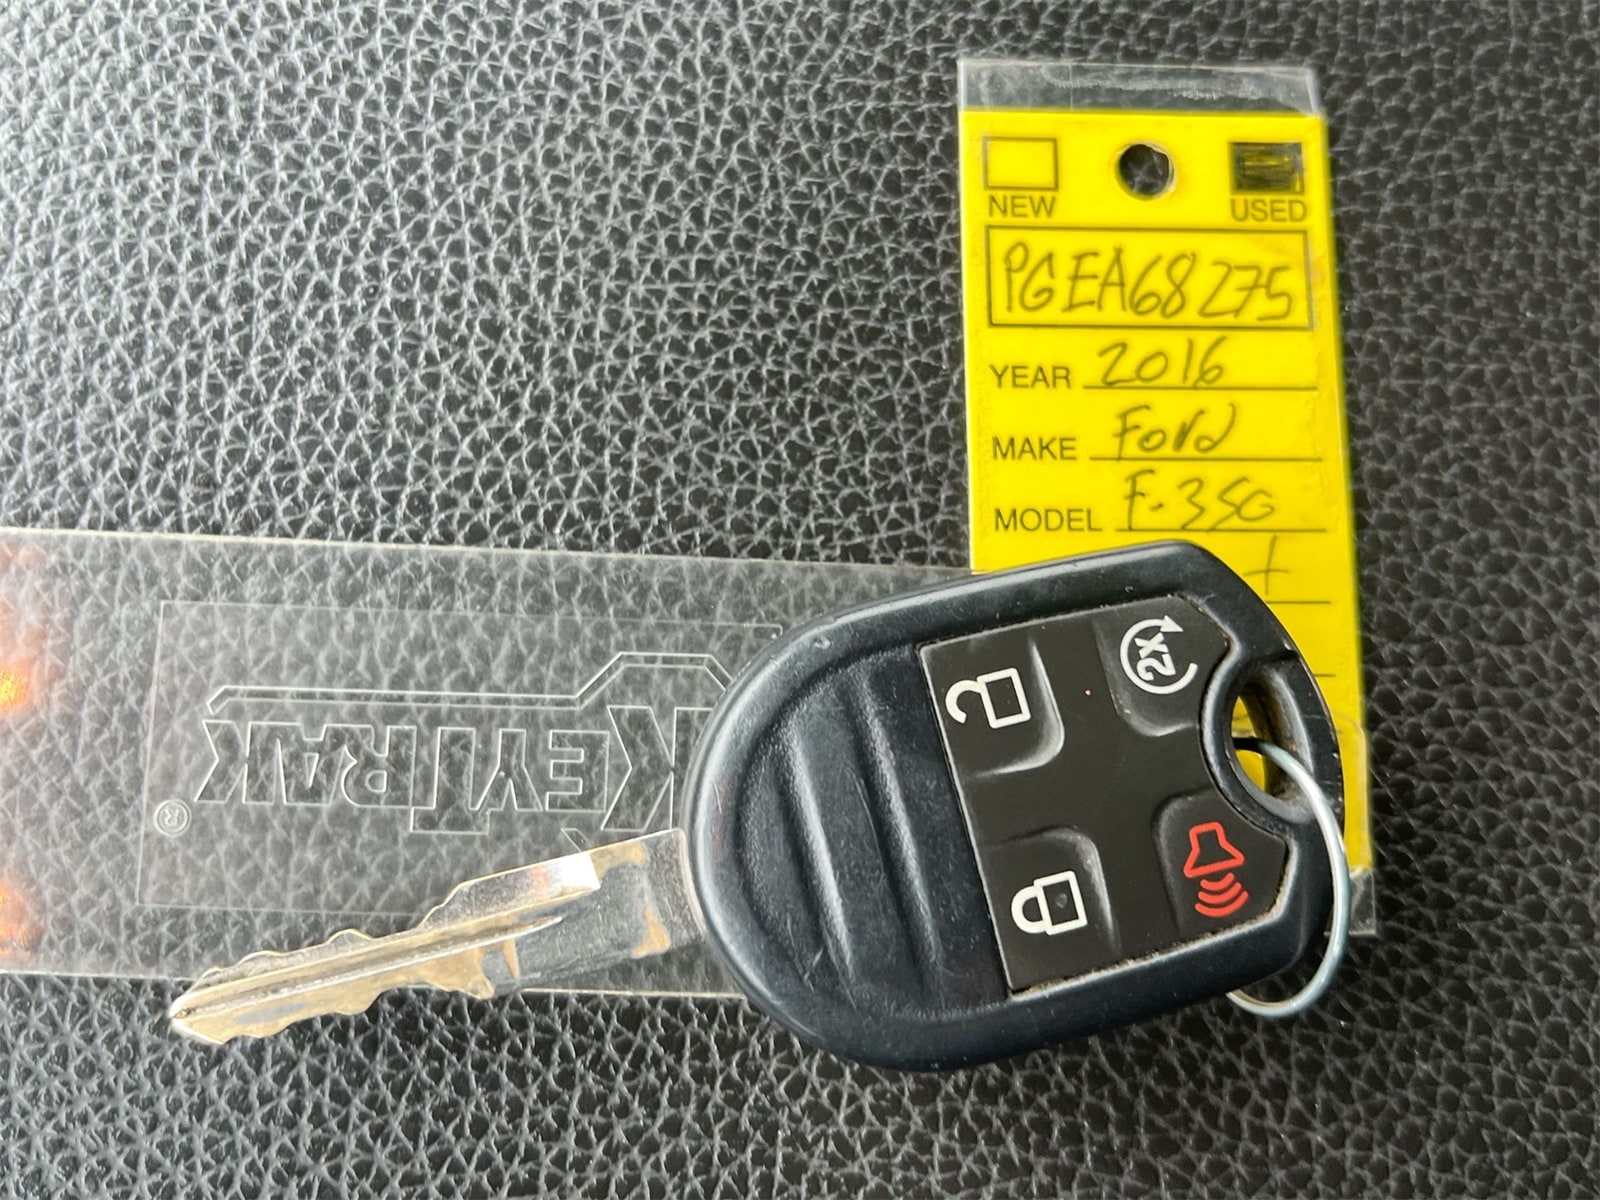 NEW USED
PGEA68275
YEAR 2016
MAKE Ford
MODEL F-350
2X
KEYTRAK®